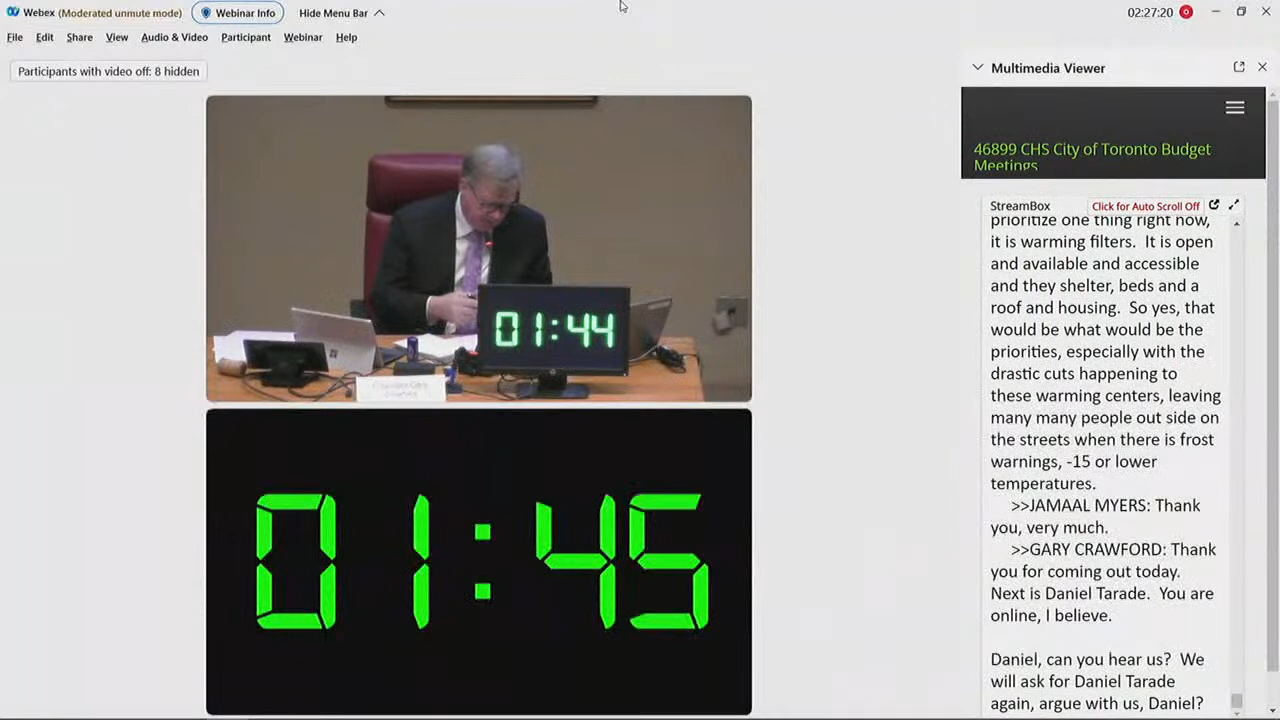 Webex (Moderated unmute mode) Webinar Info Hide Menu Bar 02:27:20
File Edit Share View Audio & Video Participant Webinar Help
Participants with video off: 8 hidden
Multimedia Viewer
46899 CHS City of Toronto Budget
Meetings
StreamBox Click for Auto Scroll Off
prioritize one thing right now,
it is warming filters. It is open
and available and accessible
and they shelter, beds and a
roof and housing. So yes, that
would be what would be the
priorities, especially with the
drastic cuts happening to
these warming centers, leaving
many many people out side on
the streets when there is frost
warnings, -15 or lower
temperatures.
>>JAMAAL MYERS: Thank
you, very much.
>>GARY CRAWFORD: Thank
you for coming out today.
Next is Daniel Tarade. You are
online, I believe.
Daniel, can you hear us? We
will ask for Daniel Tarade
again, argue with us, Daniel?
01:44
01:45